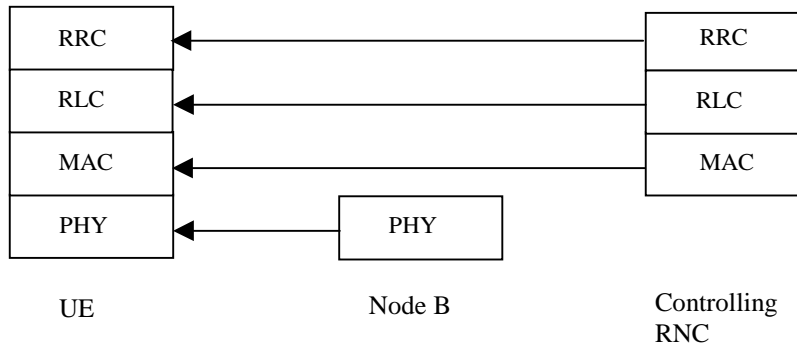 RRC
RRC
RLC
RLC
MAC
MAC
PHY
PHY
UE
Node B
Controlling
RNC